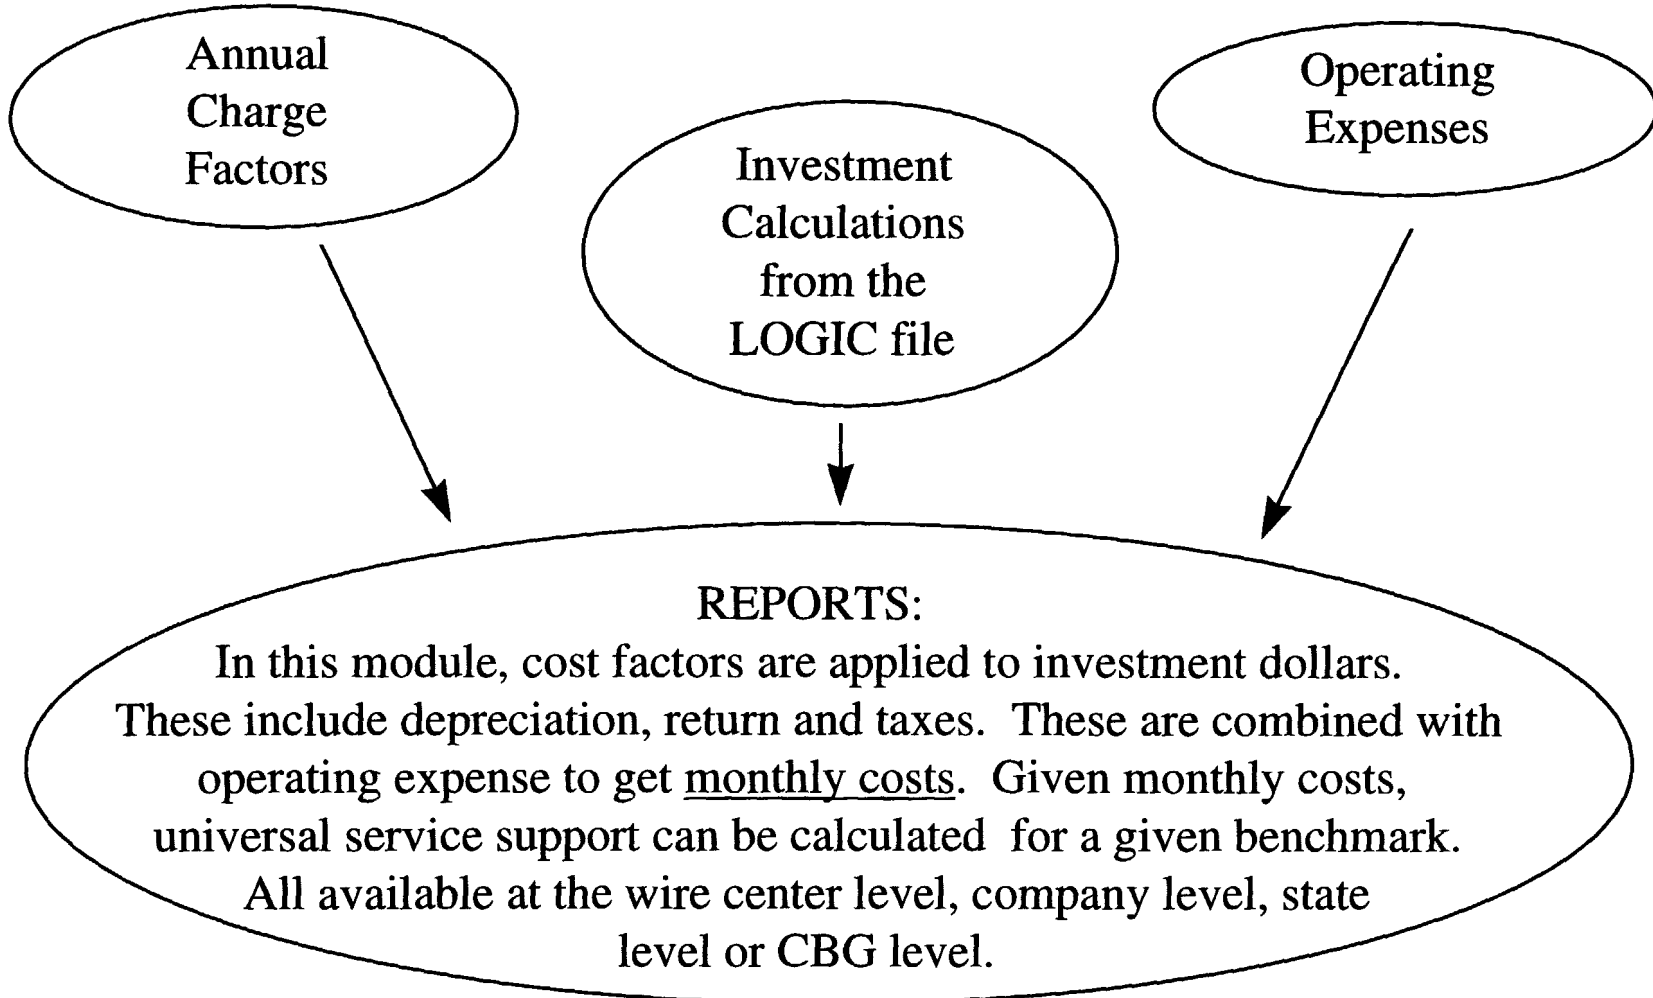 Annual
Charge
Factors
Investment
Calculations
from the
LOGIC file
Operating
Expenses
REPORTS:
In this module, cost factors are applied to investment dollars.
These include depreciation, return and taxes. These are combined with
operating expense to get monthly costs. Given monthly costs,
universal service support can be calculated for a given benchmark.
All available at the wire center level, company level, state
level or CBG level.